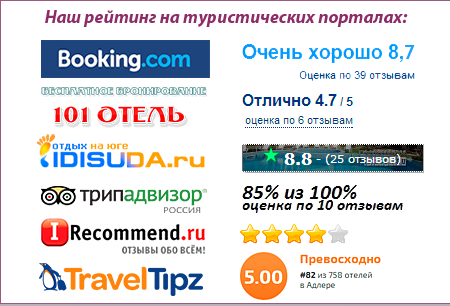 Наш рейтинг на туристических порталах:
Booking.com
Очень хорошо 8,7
Оценка по 39 отзывам
БЕСПЛАТНОЕ БРОНИРОВАНИЕ
101 ОТЕЛЬ
Отлично 4.7 / 5
оценка по 6 отзывам
отдых на юге
IDISUDA.ru
8.8 - (25 отзывов)
трипадвизор®
РОССИЯ
85% из 100%
оценка по 10 отзывам
I Recommend.ru
ОТЗЫВЫ ОБО ВСЁМ!
TravelTipz
5.00
Превосходно
#82 из 758 отелей
в Адлере